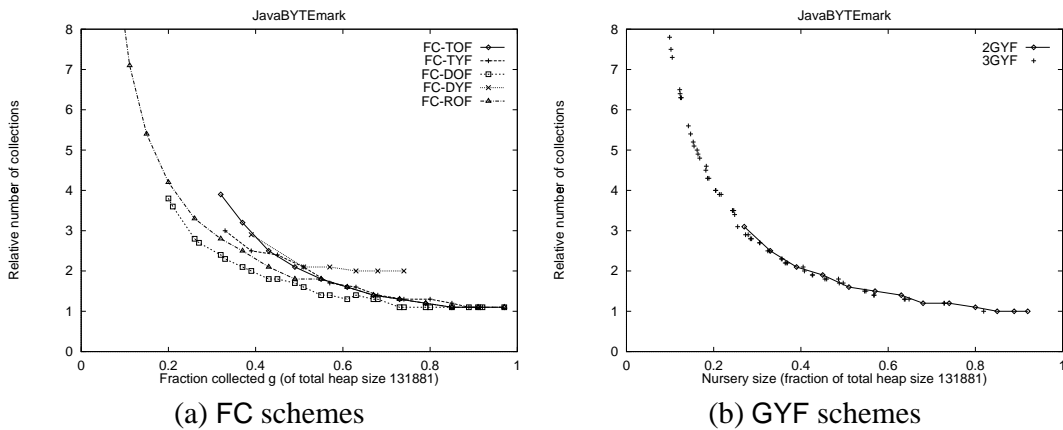 JavaBYTEmark
8
7
6
5
4
3
2
1
0
Relative number of collections
FC-TOF
FC-TYF
FC-DOF
FC-DYF
FC-ROF
0 0.2 0.4 0.6 0.8 1
Fraction collected g (of total heap size 131881)
(a) FC schemes
JavaBYTEmark
8
7
6
5
4
3
2
1
0
Relative number of collections
2GYF
3GYF
0 0.2 0.4 0.6 0.8 1
Nursery size (fraction of total heap size 131881)
(b) GYF schemes